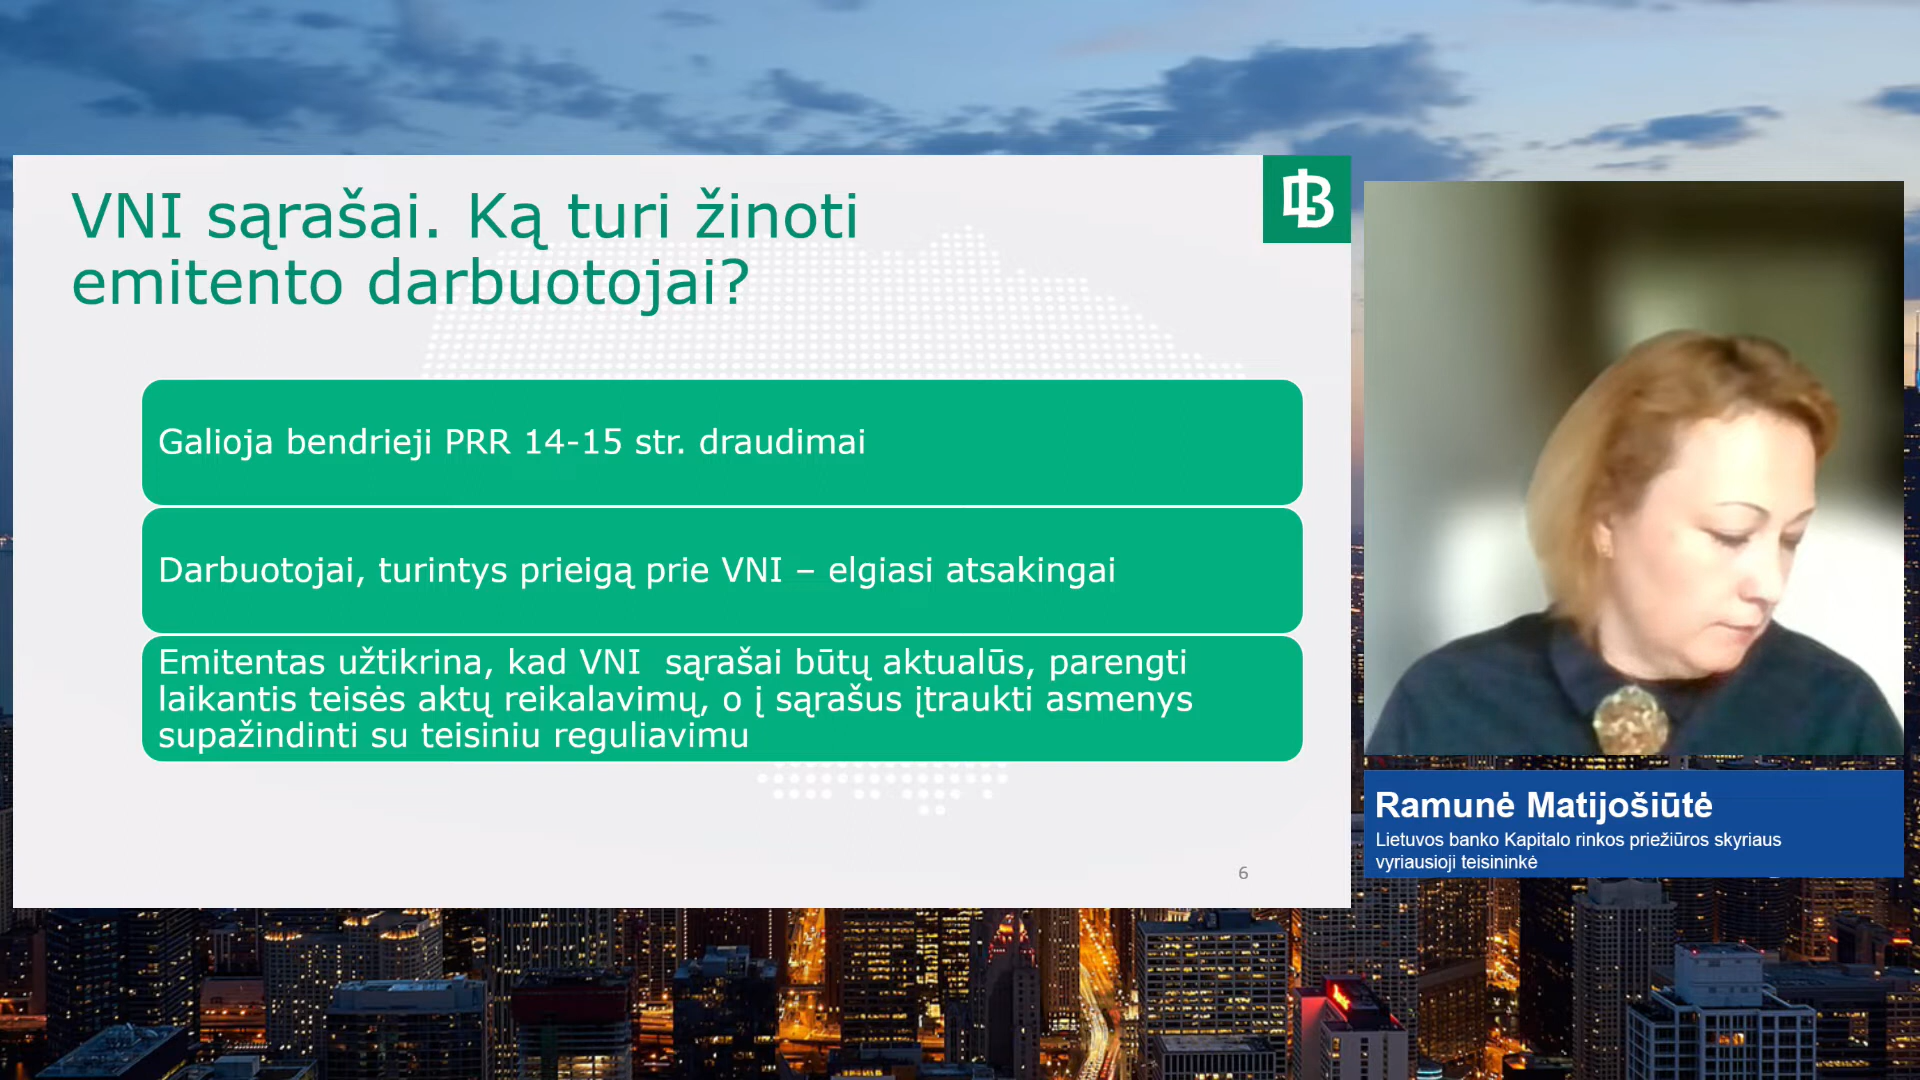 VNI sąrašai. Ką turi žinoti
emitento darbuotojai?
Galioja bendrieji PRR 14-15 str. draudimai
Darbuotojai, turintys prieigą prie VNI – elgiasi atsakingai
Emitentas užtikrina, kad VNI  sąrašai būtų aktualūs, parengti
laikantis teisės aktų reikalavimų, o į sąrašus įtraukti asmenys
supažindinti su teisiniu reguliavimu
6
Ramunė Matijošiūtė
Lietuvos banko Kapitalo rinkos priežiūros skyriaus
vyriausioji teisininkė